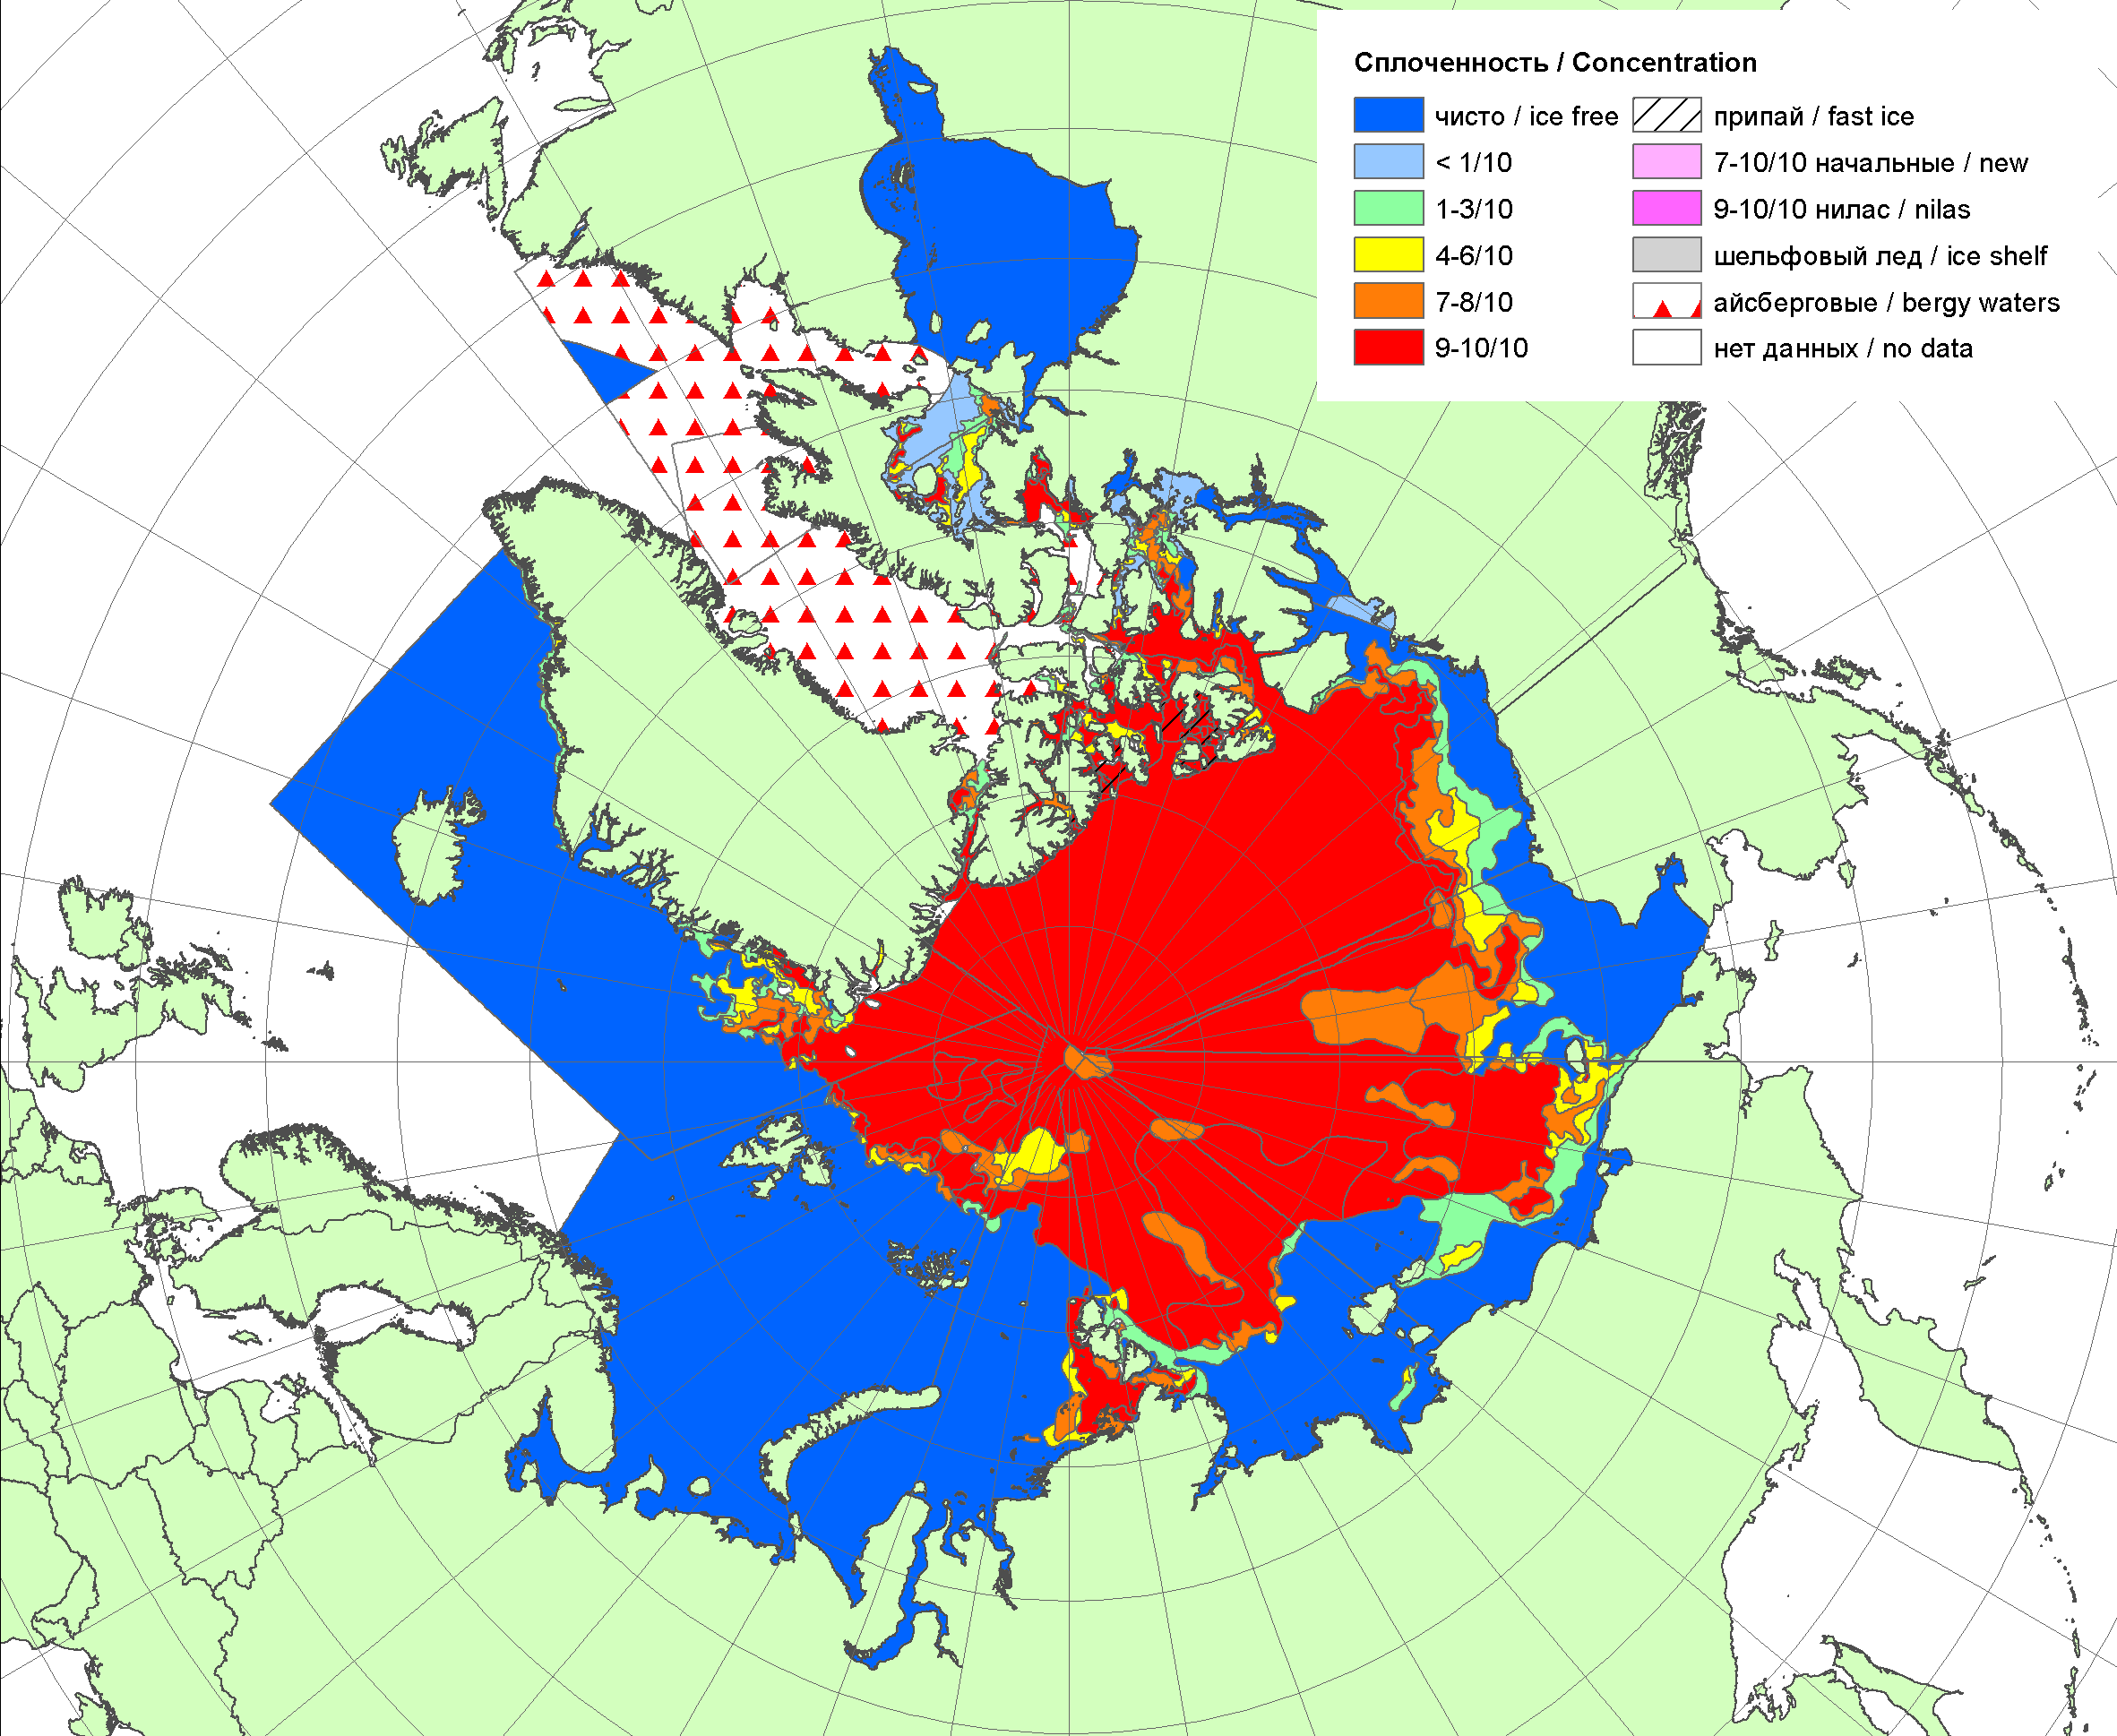 Сплоченность / Concentration
чисто / ice free
< 1/10
1-3/10
4-6/10
7-8/10
9-10/10
припай / fast ice
7-10/10 начальные / new
9-10/10 нилас / nilas
шельфовый лед / ice shelf
айсберговые / bergy waters
нет данных / no data